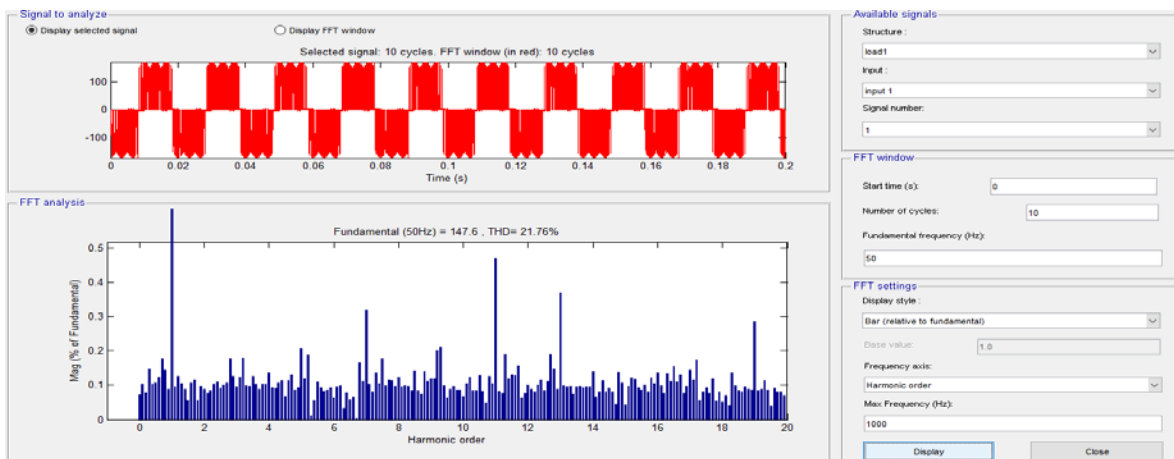 Signal to analyze
Display selected signal
Display FFT window
Selected signal: 10 cycles. FFT window (in red): 10 cycles
100
0
-100
0 0.02 0.04 0.06 0.08 0.1 0.12 0.14 0.16 0.18 0.2
Time (s)
FFT analysis
Fundamental (50Hz) = 147.6 , THD= 21.76%
Mag (% of Fundamental)
0.5
0.4
0.3
0.2
0.1
0
0 2 4 6 8 10 12 14 16 18 20
Harmonic order
Available signals
Structure :
load1
Input :
input 1
Signal number:
1
FFT window
Start time (s):
0
Number of cycles:
10
Fundamental frequency (Hz):
50
FFT settings
Display style :
Bar (relative to fundamental)
Base value:
1.0
Frequency axis:
Harmonic order
Max Frequency (Hz):
1000
Display
Close